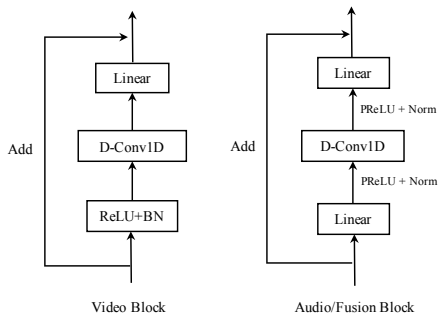 Linear
D-Conv1D
ReLU+BN
Add
Video Block
Linear
PReLU + Norm
D-Conv1D
PReLU + Norm
Linear
Add
Audio/Fusion Block